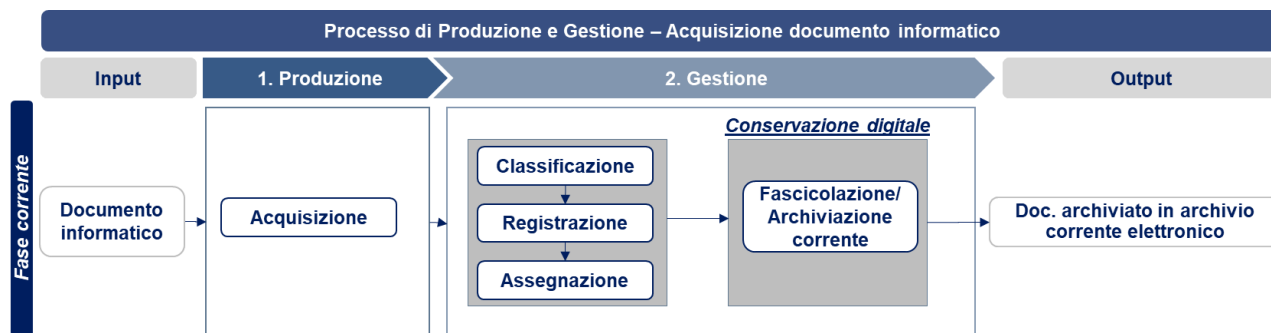 Processo di Produzione e Gestione – Acquisizione documento informatico
Input
1. Produzione
2. Gestione
Output
Fase corrente
Documento
informatico
Acquisizione
Classificazione
Registrazione
Assegnazione
Conservazione digitale
Fascicolazione/
Archiviazione
corrente
Doc. archiviato in archivio
corrente elettronico